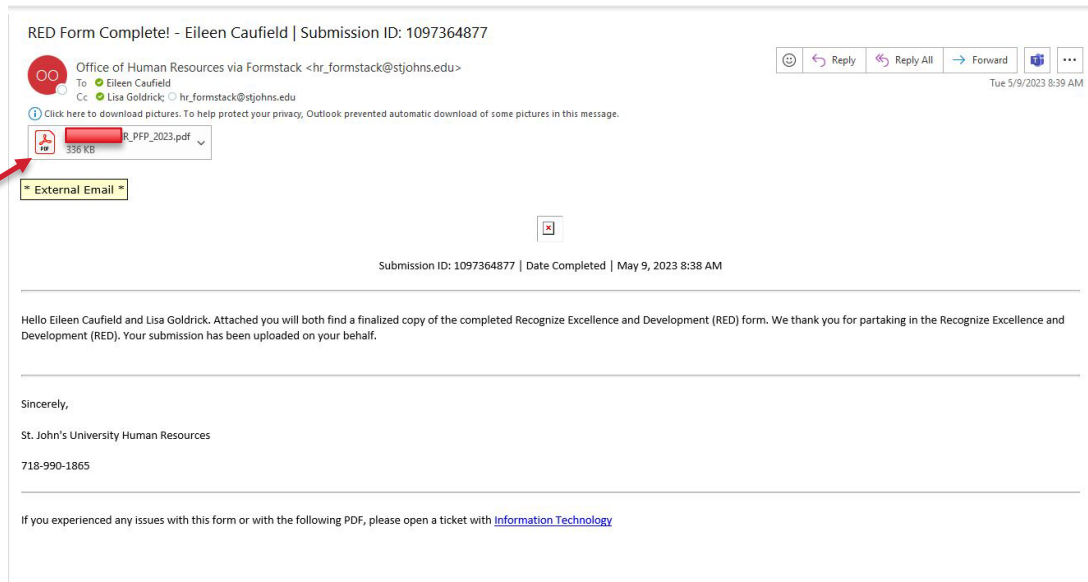 RED Form Complete! - Eileen Caufield | Submission ID: 1097364877
OO
Office of Human Resources via Formstack <hr_formstack@stjohns.edu>
To Eileen Caufield
Cc Lisa Goldrick; hr_formstack@stjohns.edu
Reply
Reply All
Forward
Tue 5/9/2023 8:39 AM
Click here to download pictures. To help protect your privacy, Outlook prevented automatic download of some pictures in this message.
PDF
R_PFP_2023.pdf
336 KB
* External Email *
Submission ID: 1097364877 | Date Completed | May 9, 2023 8:38 AM
Hello Eileen Caufield and Lisa Goldrick. Attached you will both find a finalized copy of the completed Recognize Excellence and Development (RED) form. We thank you for partaking in the Recognize Excellence and
Development (RED). Your submission has been uploaded on your behalf.
Sincerely,
St. John's University Human Resources
718-990-1865
If you experienced any issues with this form or with the following PDF, please open a ticket with Information Technology